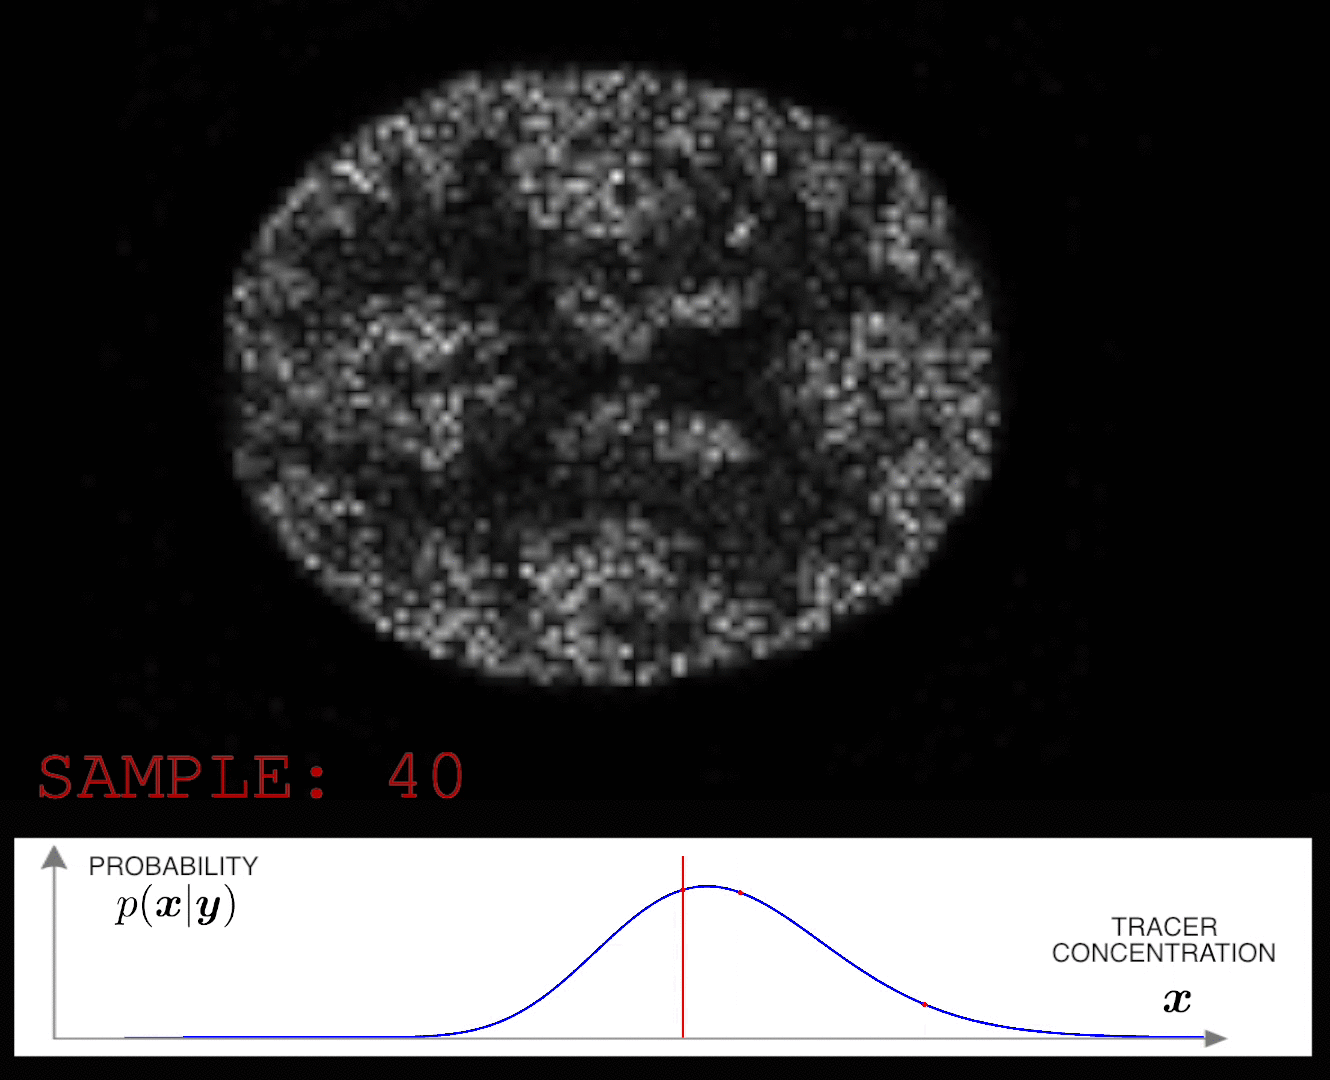 SAMPLE: 40
PROBABILITY
p(x|y)
TRACER
CONCENTRATION
x